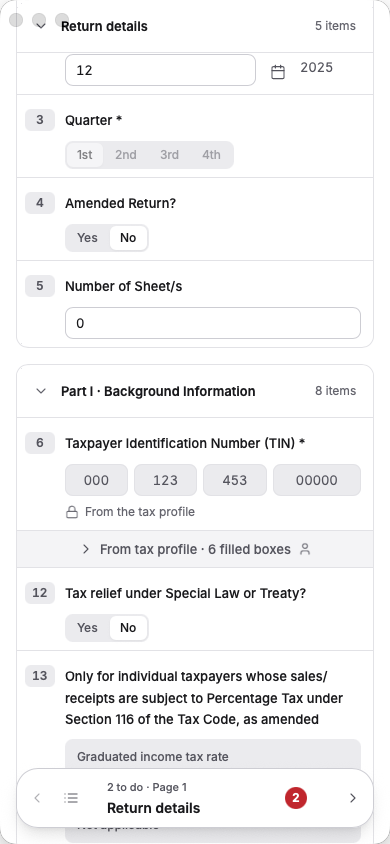 Return details
5 items
12
2025
3
Quarter *
1st 2nd 3rd 4th
4
Amended Return?
Yes No
5
Number of Sheet/s
0
Part I · Background Information
8 items
6
Taxpayer Identification Number (TIN) *
000 123 453 00000
From the tax profile
From tax profile · 6 filled boxes
12
Tax relief under Special Law or Treaty?
Yes No
13
Only for individual taxpayers whose sales/
receipts are subject to Percentage Tax under
Section 116 of the Tax Code, as amended
Graduated income tax rate
2 to do · Page 1
Return details
2
Not applicable